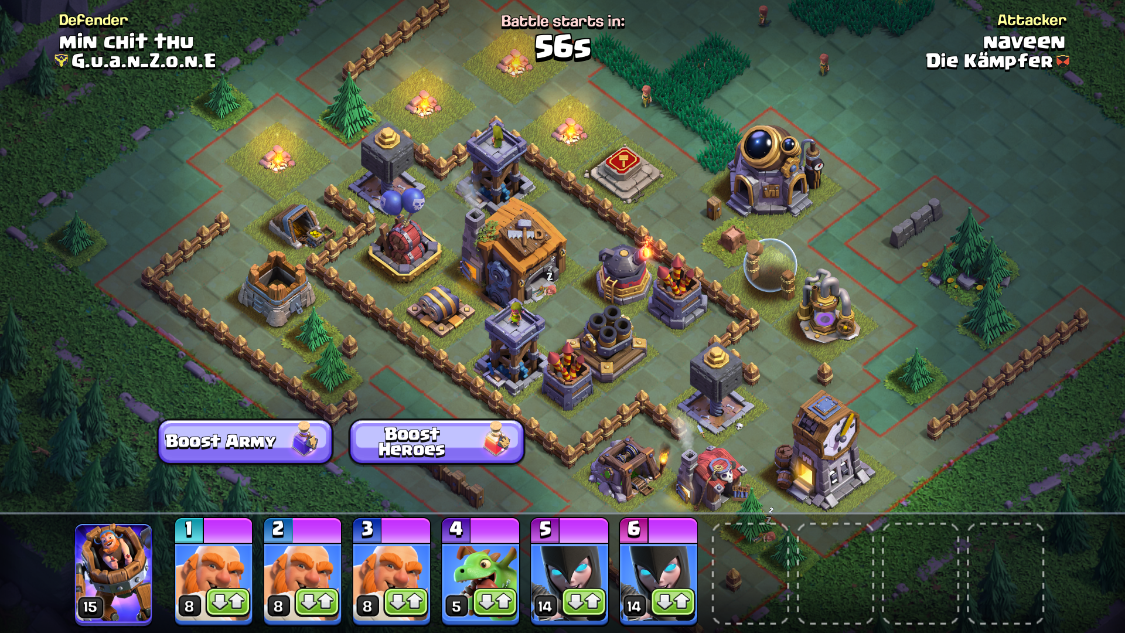 Defender
Min Chit Thu
G.u.a.n_Z.o.n.E
Battle starts in:
56s
Attacker
naveen
Die Kämpfer
Boost Army
Boost
Heroes
1
2
3
4
5
6
15
8
8
8
5
14
14
z